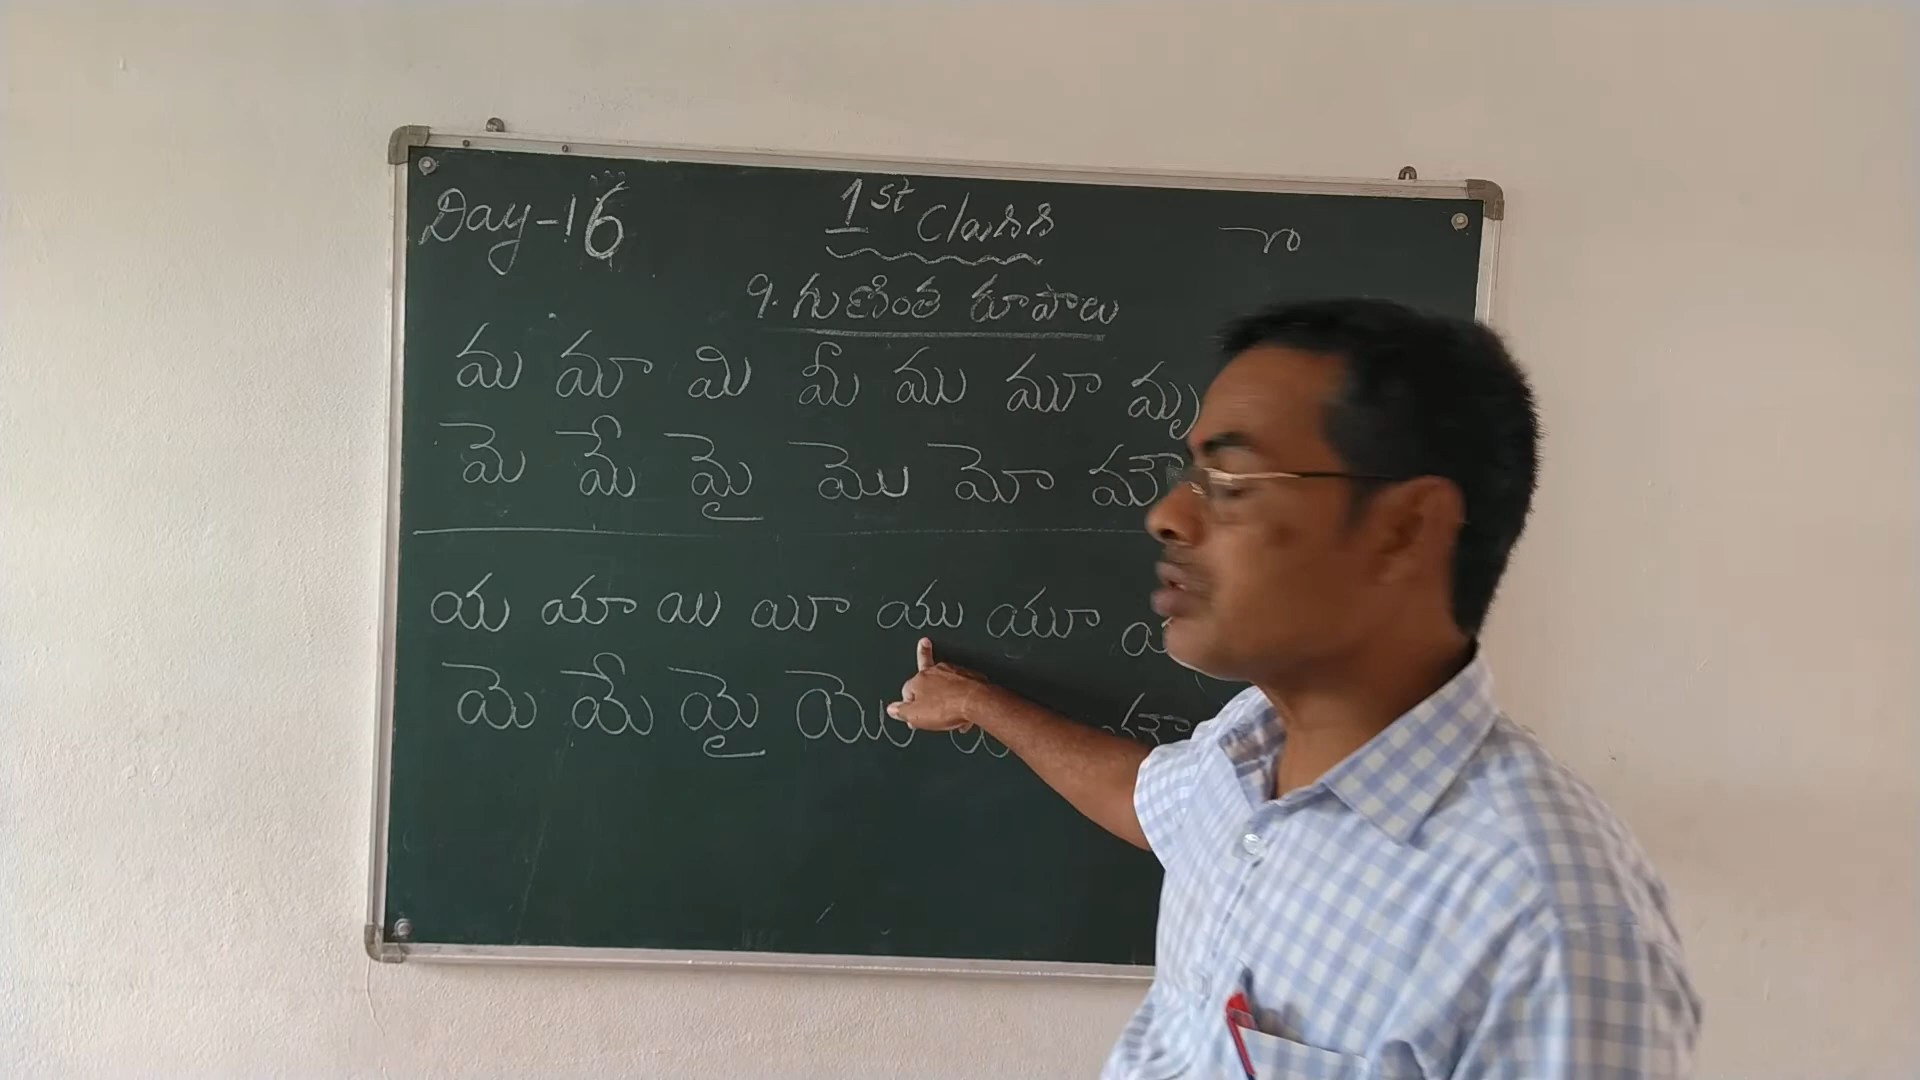 Day-16
1st Class
9. గుణింత రూపాలు
మ మా మి మీ ము మూ మృ
మె మే మై మొ మో మౌ
య యా యి యీ యు యూ
యె యే యై యొ యౌ